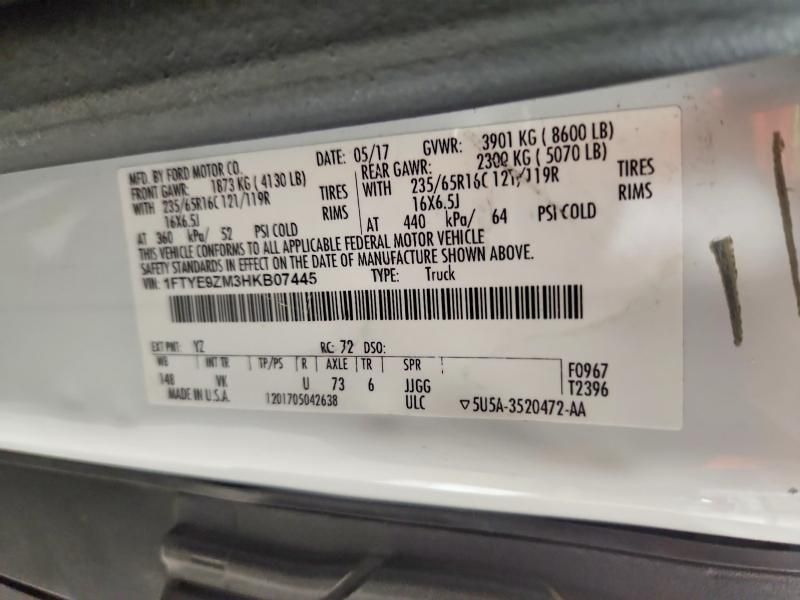 MFD. BY FORD MOTOR CO. DATE: 05/17 GVWR: 3901 KG ( 8600 LB)
FRONT GAWR: 1873 KG ( 4130 LB) REAR GAWR: 2300 KG ( 5070 LB)
WITH 235/65R16C 121/119R TIRES WITH 235/65R16C 121/119R TIRES
16X6.5J RIMS 16X6.5J RIMS
AT 360 kPa/ 52 PSI COLD AT 440 kPa/ 64 PSI COLD
THIS VEHICLE CONFORMS TO ALL APPLICABLE FEDERAL MOTOR VEHICLE
SAFETY STANDARDS IN EFFECT ON THE DATE OF MANUFACTURE SHOWN ABOVE.
VIN: 1FTYE9ZM3HKB07445 TYPE: Truck
EXT PNT: YZ RC: 72 DSO:
WB INT TR TP/PS R AXLE TR SPR F0967
148 VK U 73 6 JJGG T2396
MADE IN U.S.A. 1201705042638 ULC ▽5U5A-3520472-AA